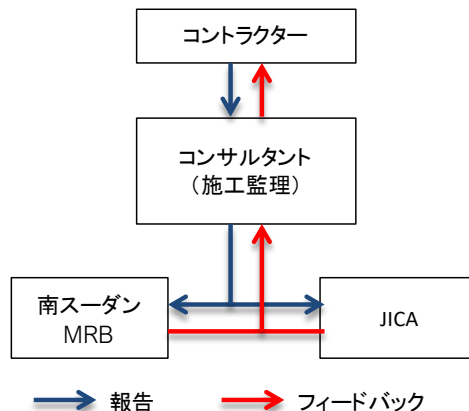 コントラクター
コンサルタント
（施工監理）
南スーダン
MRB
JICA
報告
フィードバック